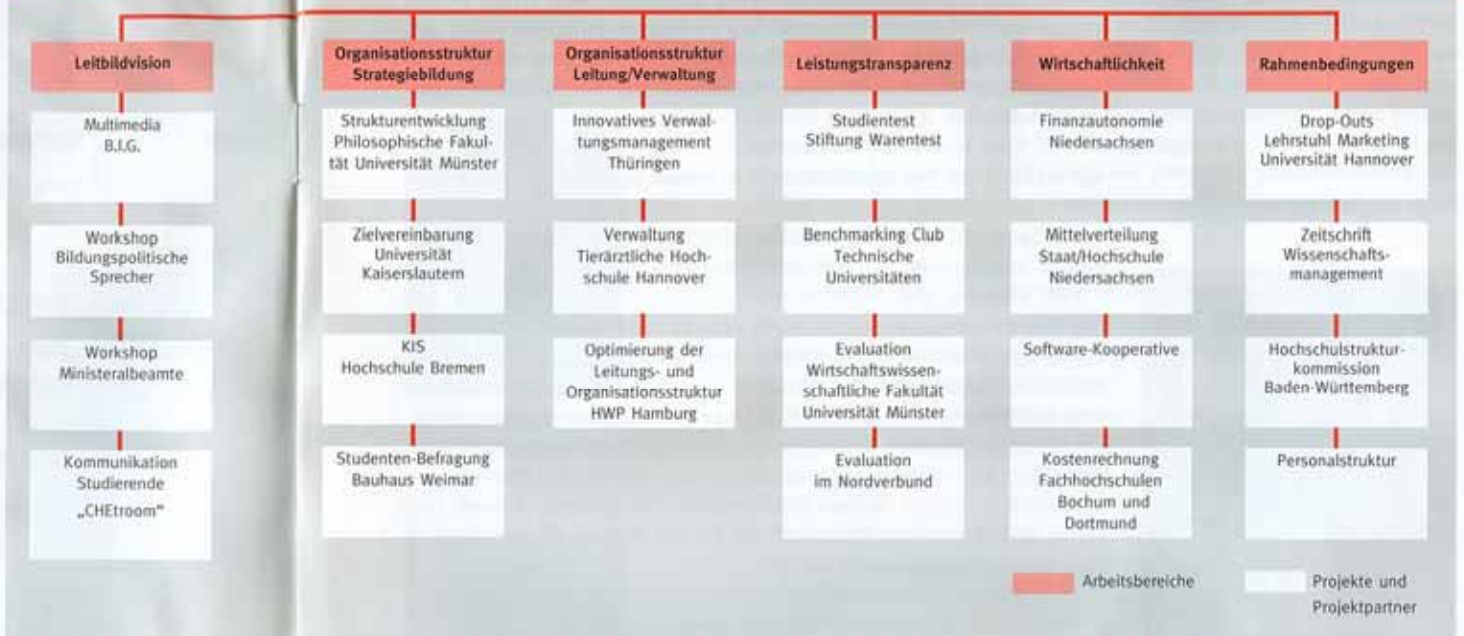 Leitbildvision
Multimedia
B.I.G.
Workshop
Bildungspolitische
Sprecher
Workshop
Ministeralbeamte
Kommunikation
Studierende
„CHEtroom“
Organisationsstruktur
Strategiebildung
Strukturentwicklung
Philosophische Fakul-
tät Universität Münster
Zielvereinbarung
Universität
Kaiserslautern
KIS
Hochschule Bremen
Studenten-Befragung
Bauhaus Weimar
Organisationsstruktur
Leitung/Verwaltung
Innovatives Verwal-
tungsmanagement
Thüringen
Verwaltung
Tierärztliche Hoch-
schule Hannover
Optimierung der
Leitungs- und
Organisationsstruktur
HWP Hamburg
Leistungstransparenz
Studientest
Stiftung Warentest
Benchmarking Club
Technische
Universitäten
Evaluation
Wirtschaftswissen-
schaftliche Fakultät
Universität Münster
Evaluation
im Nordverbund
Wirtschaftlichkeit
Finanzautonomie
Niedersachsen
Mittelverteilung
Staat/Hochschule
Niedersachsen
Software-Kooperative
Kostenrechnung
Fachhochschulen
Bochum und
Dortmund
Rahmenbedingungen
Drop-Outs
Lehrstuhl Marketing
Universität Hannover
Zeitschrift
Wissenschafts-
management
Hochschulstruktur-
kommission
Baden-Württemberg
Personalstruktur
Arbeitsbereiche
Projekte und
Projektpartner